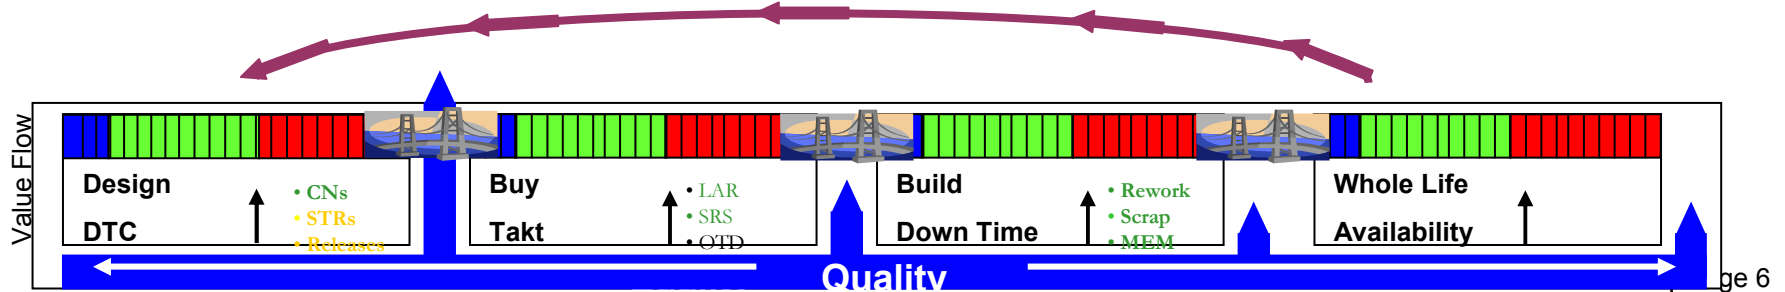 Value Flow
Design
DTC
• CNs
• STRs
• Releases
Buy
Takt
• LAR
• SRS
• OTD
Build
Down Time
• Rework
• Scrap
• MEM
Whole Life
Availability
Quality
ge 6